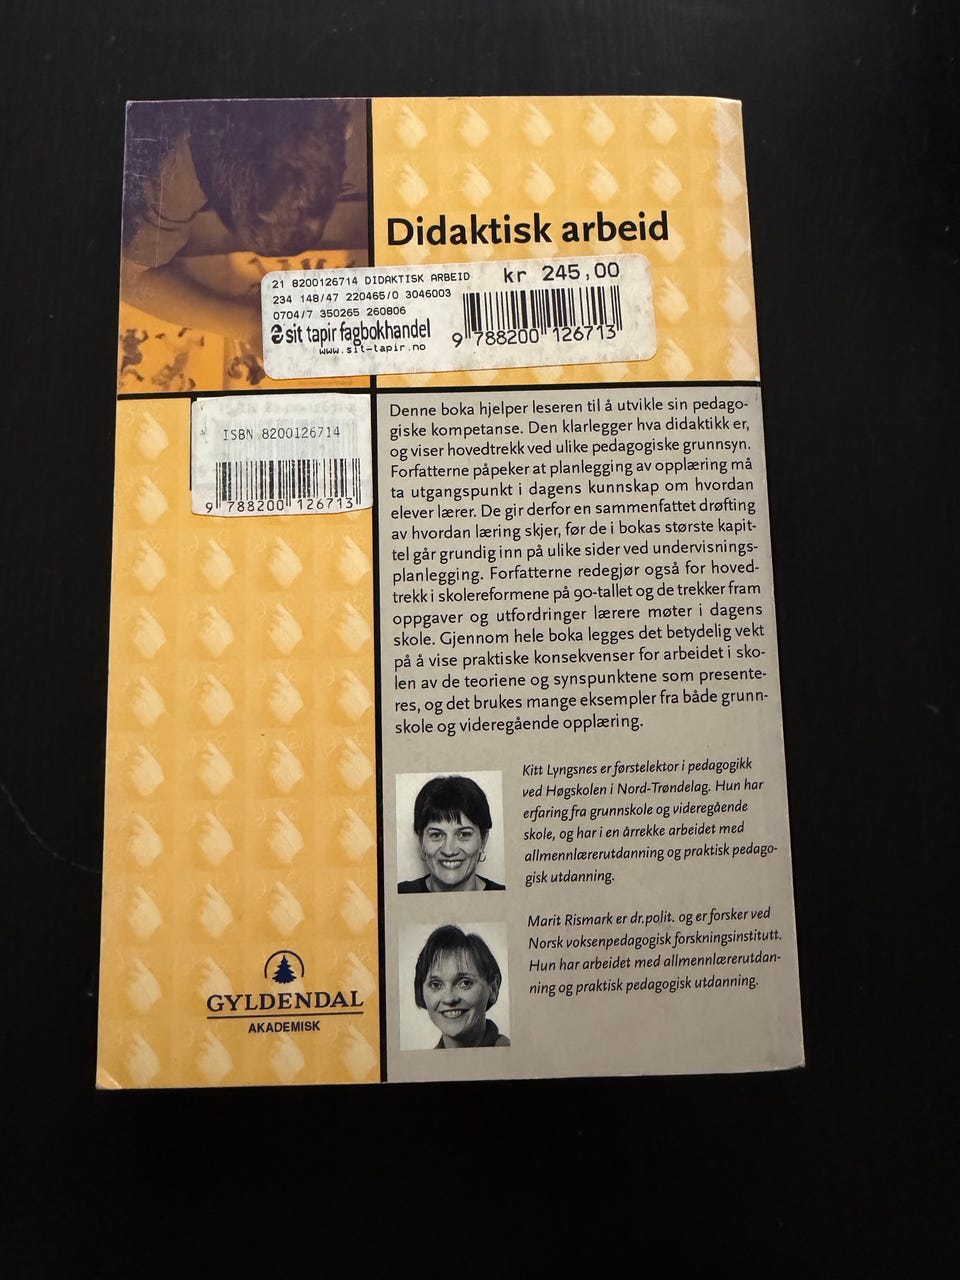 Didaktisk arbeid
21 8200126714 DIDAKTISK ARBEID kr 245,00
234 148/47 220465/0 3046003
0704/7 350265 260806
sit tapir fagbokhandel
www.sit-tapir.no
9 788200 126713
ISBN 8200126714
9 788200 126713
Denne boka hjelper leseren til å utvikle sin pedago-
giske kompetanse. Den klarlegger hva didaktikk er,
og viser hovedtrekk ved ulike pedagogiske grunnsyn.
Forfatterne påpeker at planlegging av opplæring må
ta utgangspunkt i dagens kunnskap om hvordan
elever lærer. De gir derfor en sammenfattet drøfting
av hvordan læring skjer, før de i bokas største kapit-
tel går grundig inn på ulike sider ved undervisnings-
planlegging. Forfatterne redegjør også for hoved-
trekk i skolereformene på 90-tallet og de trekker fram
oppgaver og utfordringer lærere møter i dagens
skole. Gjennom hele boka legges det betydelig vekt
på å vise praktiske konsekvenser for arbeidet i sko-
len av de teoriene og synspunktene som presente-
res, og det brukes mange eksempler fra både grunn-
skole og videregående opplæring.
Kitt Lyngsnes er førstelektor i pedagogikk
ved Høgskolen i Nord-Trøndelag. Hun har
erfaring fra grunnskole og videregående
skole, og har i en årrekke arbeidet med
allmennlærerutdanning og praktisk pedago-
gisk utdanning.
Marit Rismark er dr.polit. og er forsker ved
Norsk voksenpedagogisk forskningsinstitutt.
Hun har arbeidet med allmennlærerutdan-
ning og praktisk pedagogisk utdanning.
GYLDENDAL
AKADEMISK